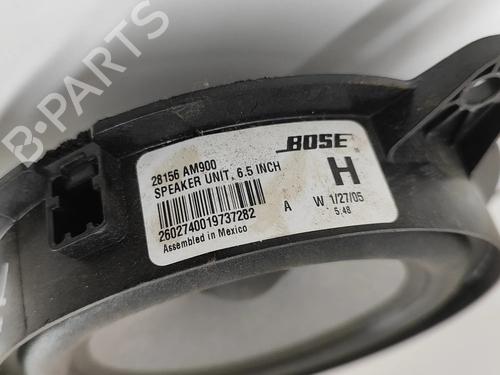 B-PARTS
28156 AM900
SPEAKER UNIT, 6.5 INCH
2602740019737282
Assembled in Mexico
BOSE
H
A W 1/27/05
5:48